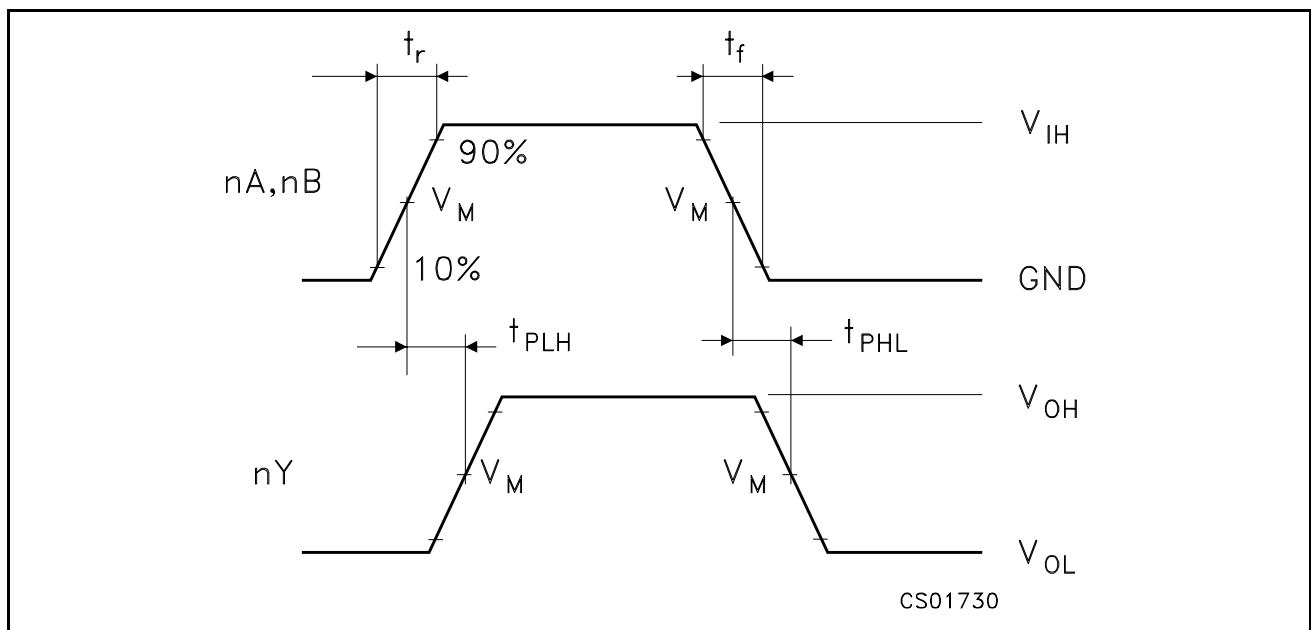 tr
tf
VIH
90%
nA,nB
VM
VM
10%
GND
tPLH
tPHL
VOH
nY
VM
VM
VOL
CS01730